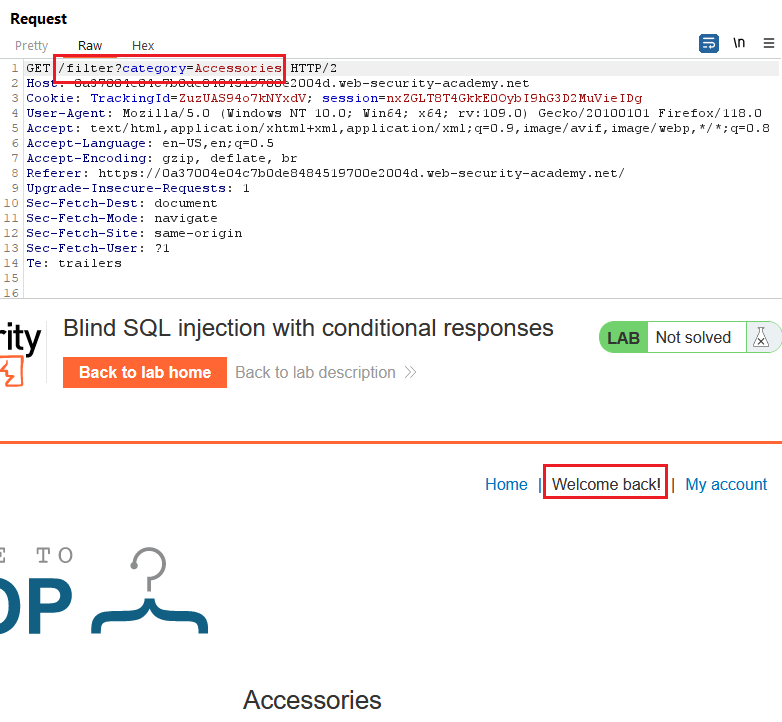 Request
Pretty Raw Hex
\n
1 GET /filter?category=Accessories HTTP/2
2 Host: 0a37004e04c7b0de8484519700e2004d.web-security-academy.net
3 Cookie: TrackingId=ZuzUAS94o7kNYxdV; session=nxZGLT8T4GkkEOOybI9hG3D2MuVieIDg
4 User-Agent: Mozilla/5.0 (Windows NT 10.0; Win64; x64; rv:109.0) Gecko/20100101 Firefox/118.0
5 Accept: text/html,application/xhtml+xml,application/xml;q=0.9,image/avif,image/webp,*/*;q=0.8
6 Accept-Language: en-US,en;q=0.5
7 Accept-Encoding: gzip, deflate, br
8 Referer: https://0a37004e04c7b0de8484519700e2004d.web-security-academy.net/
9 Upgrade-Insecure-Requests: 1
10 Sec-Fetch-Dest: document
11 Sec-Fetch-Mode: navigate
12 Sec-Fetch-Site: same-origin
13 Sec-Fetch-User: ?1
14 Te: trailers
15
16
rity
Blind SQL injection with conditional responses
LAB Not solved
Back to lab home Back to lab description
Home | Welcome back! | My account
E TO
OP
Accessories